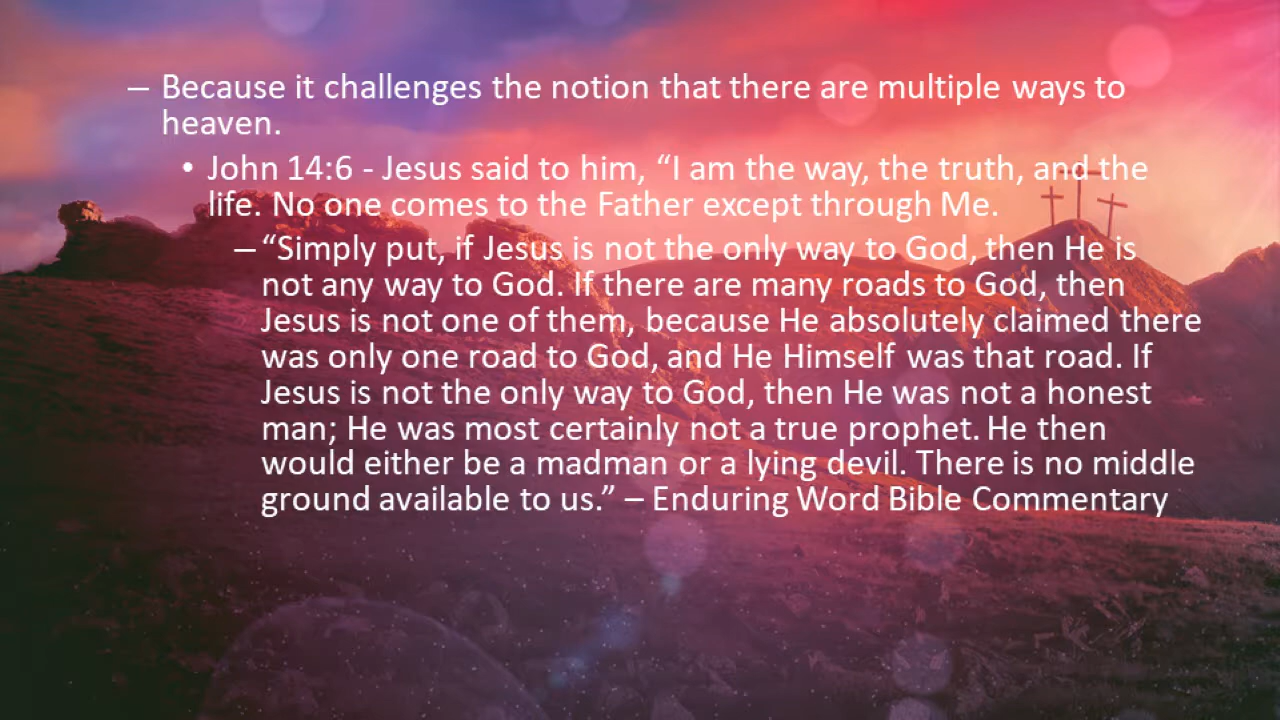 – Because it challenges the notion that there are multiple ways to
heaven.
• John 14:6 - Jesus said to him, “I am the way, the truth, and the
life. No one comes to the Father except through Me.
– “Simply put, if Jesus is not the only way to God, then He is
not any way to God. If there are many roads to God, then
Jesus is not one of them, because He absolutely claimed there
was only one road to God, and He Himself was that road. If
Jesus is not the only way to God, then He was not a honest
man; He was most certainly not a true prophet. He then
would either be a madman or a lying devil. There is no middle
ground available to us.” – Enduring Word Bible Commentary